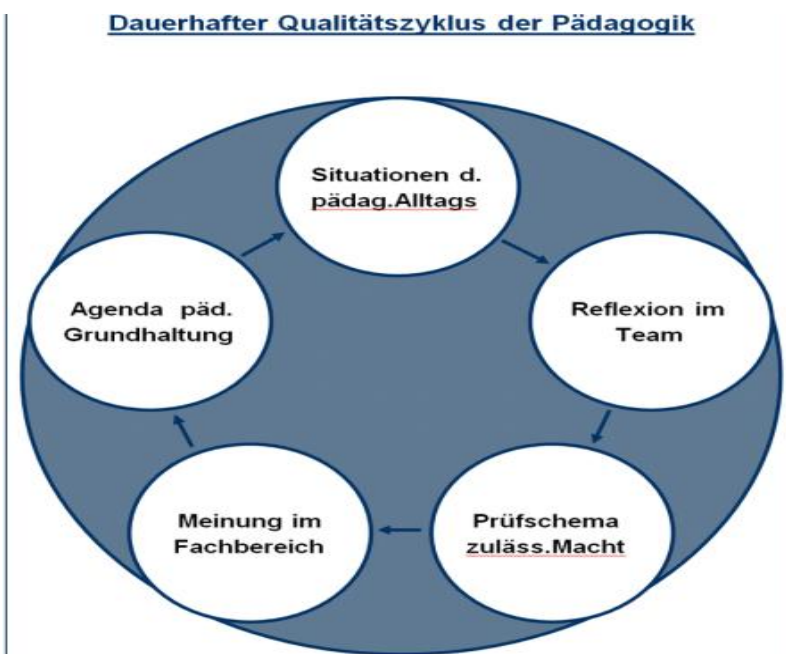 Dauerhafter Qualitätszyklus der Pädagogik
Situationen d.
pädag.Alltags
Reflexion im
Team
Prüfschema
zuläss.Macht
Meinung im
Fachbereich
Agenda päd.
Grundhaltung